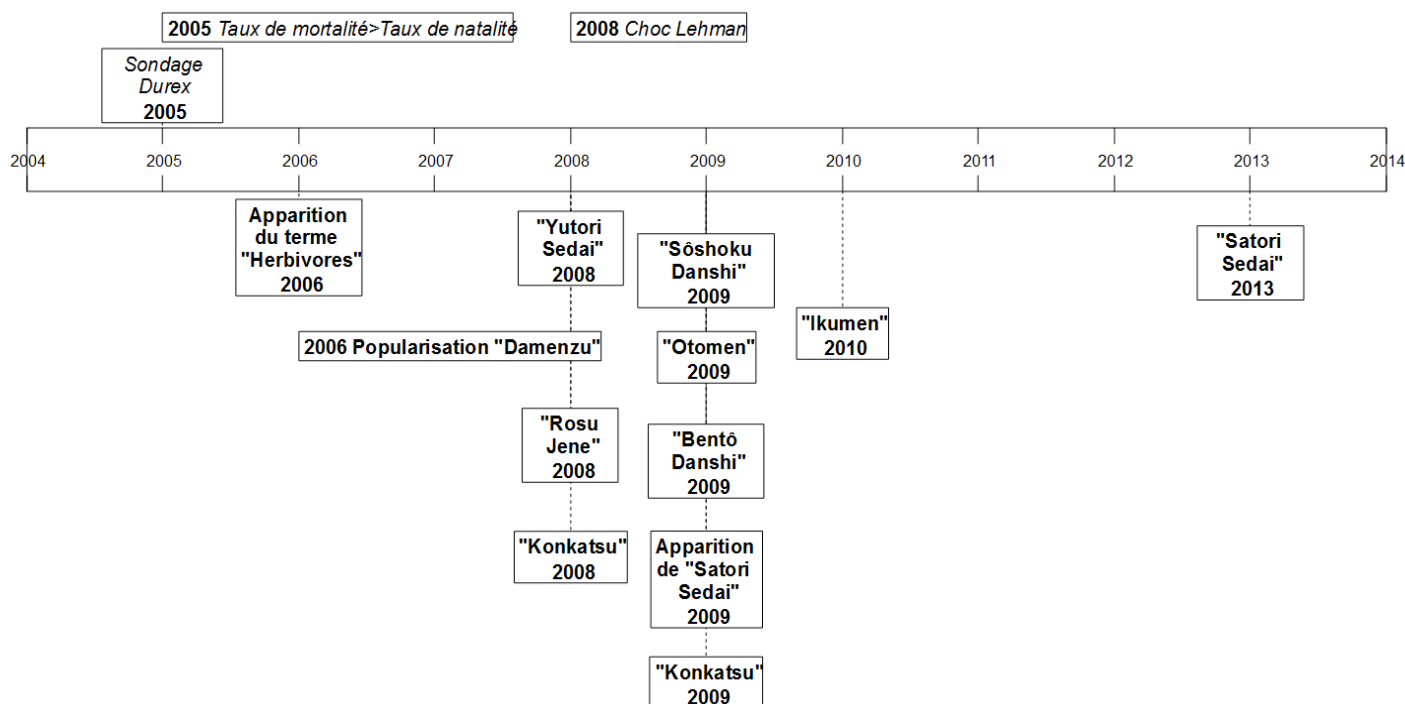 2005 Taux de mortalité>Taux de natalité
2008 Choc Lehman
Sondage
Durex
2005
2004 2005 2006 2007 2008 2009 2010 2011 2012 2013 2014
Apparition
du terme
"Herbivores"
2006
"Yutori
Sedai"
2008
"Sôshoku
Danshi"
2009
"Satori
Sedai"
2013
2006 Popularisation "Damenzu"
"Otomen"
2009
"Ikumen"
2010
"Rosu
Jene"
2008
"Bentô
Danshi"
2009
"Konkatsu"
2008
Apparition
de "Satori
Sedai"
2009
"Konkatsu"
2009